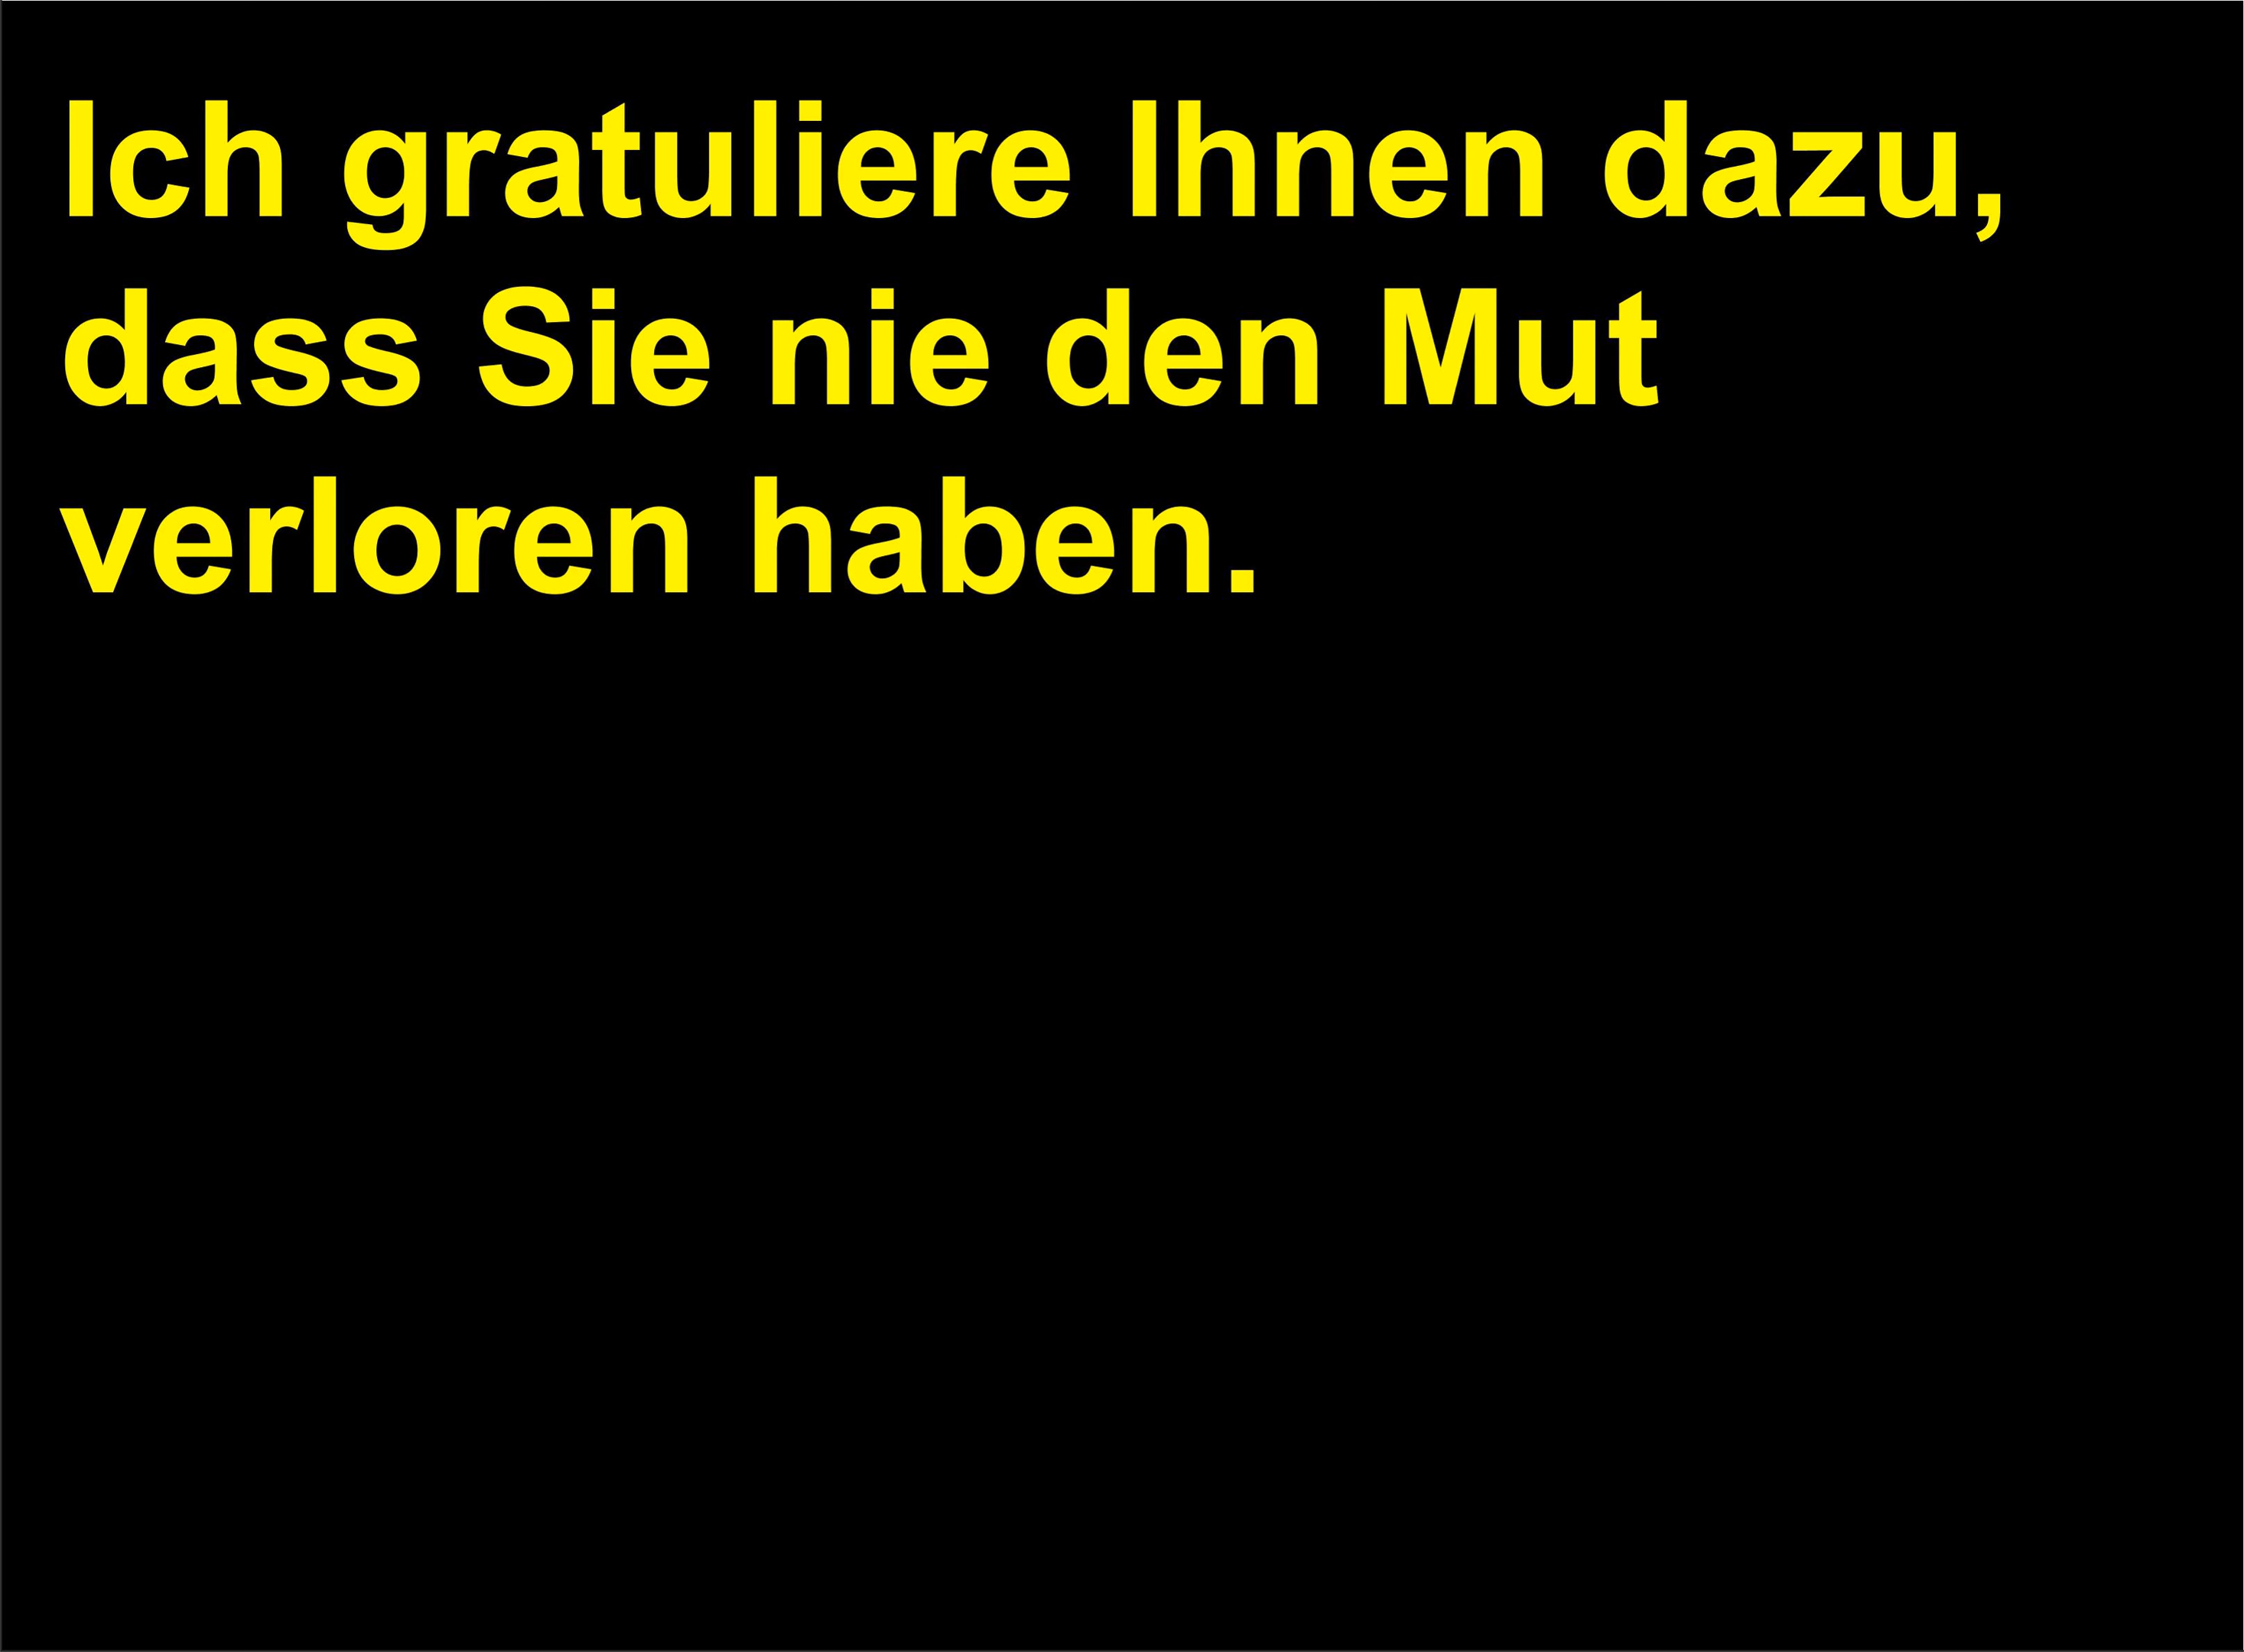 Ich gratuliere Ihnen dazu,
dass Sie nie den Mut
verloren haben.